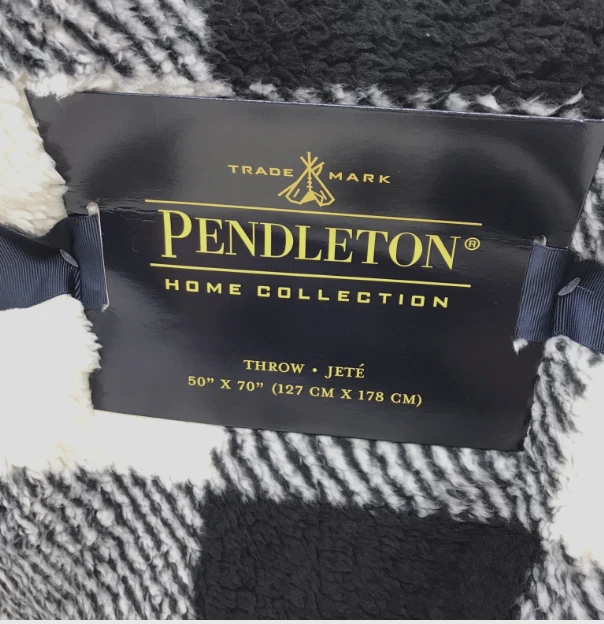 TRADE MARK
PENDLETON®
HOME COLLECTION
THROW • JETÉ
50” X 70” (127 CM X 178 CM)